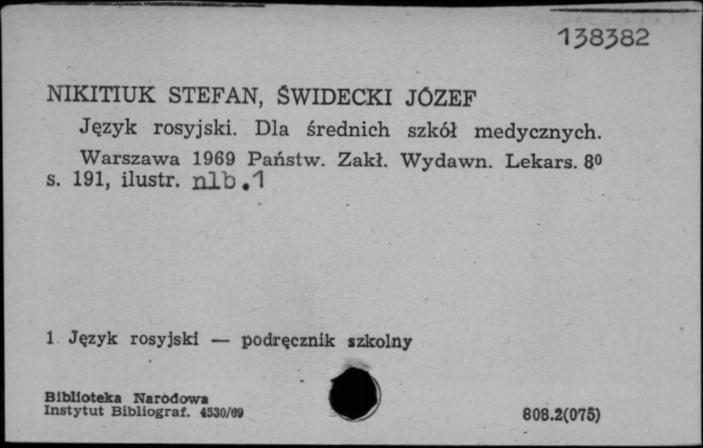 138382
NIKITIUK STEFAN, ŚWIDECKI JÓZEF
Język rosyjski. Dla średnich szkół medycznych.
Warszawa 1969 Państw. Zakł. Wydawn. Lekars. 8⁰
s. 191, ilustr. nlb.1
1. Język rosyjski — podręcznik szkolny
Biblioteka Narodowa
Instytut Bibliograf. 4530/69
808.2(075)